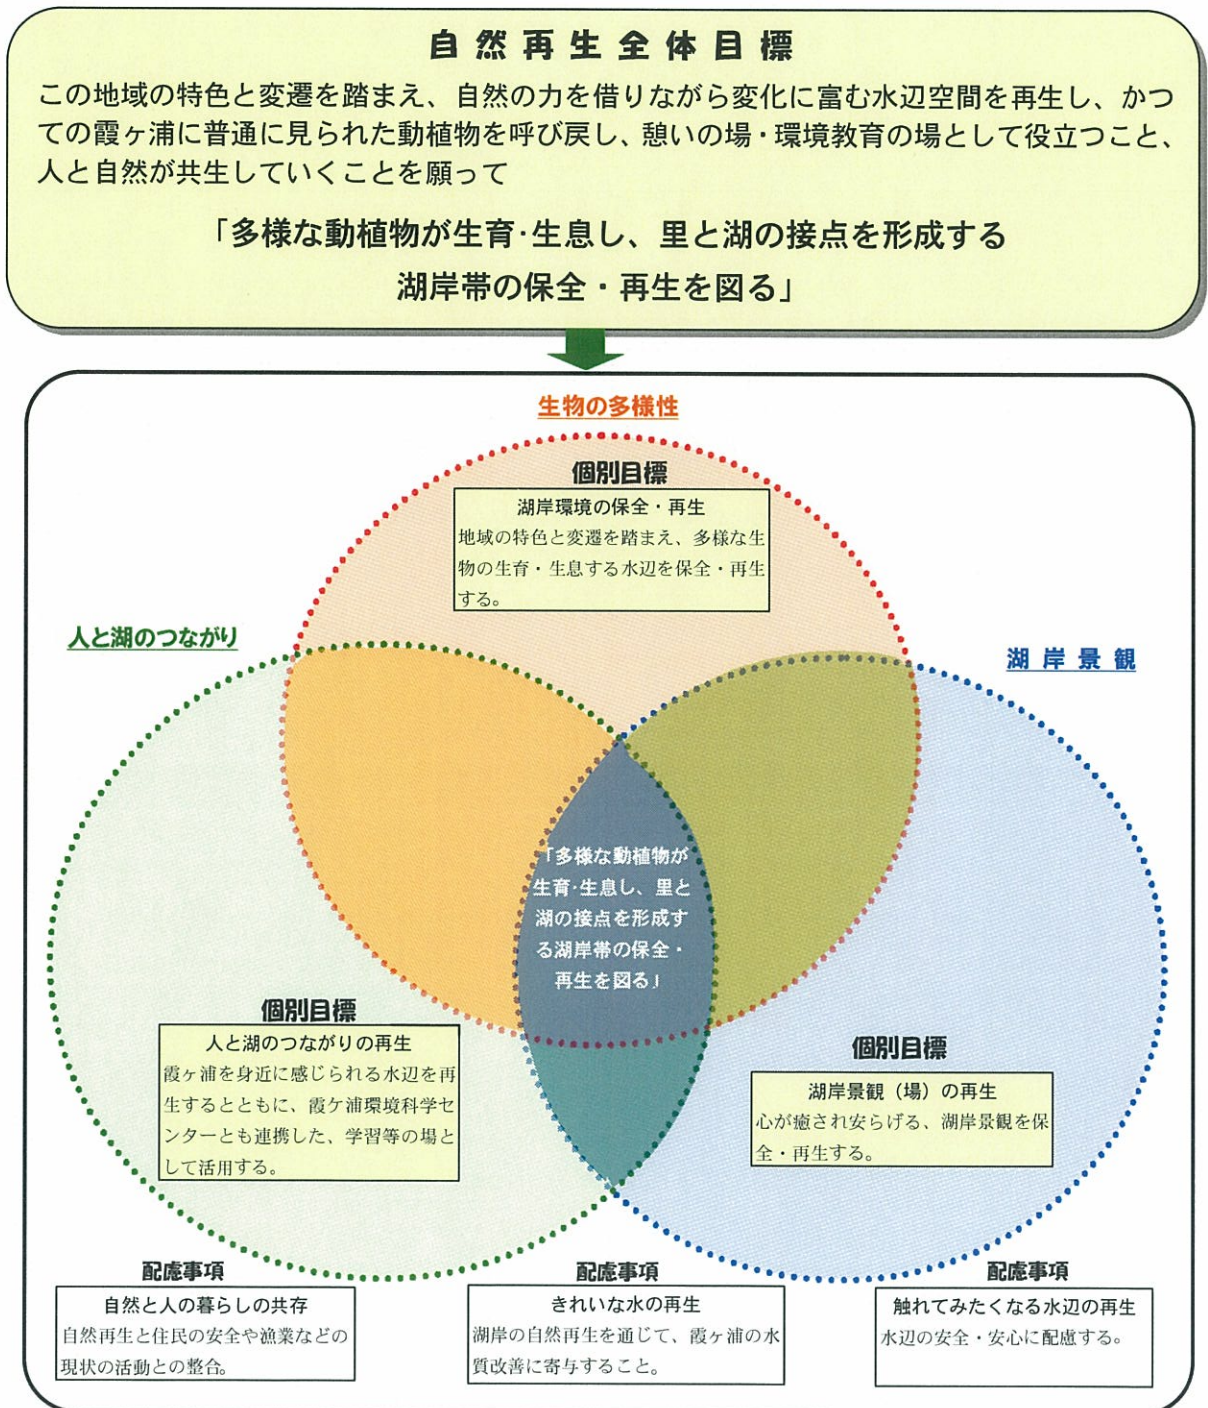 自然再生全体目標
この地域の特色と変遷を踏まえ、自然の力を借りながら変化に富む水辺空間を再生し、かつ
ての霞ヶ浦に普通に見られた動植物を呼び戻し、憩いの場・環境教育の場として役立つこと、
人と自然が共生していくことを願って
「多様な動植物が生育・生息し、里と湖の接点を形成する
湖岸帯の保全・再生を図る」
生物の多様性
個別目標
湖岸環境の保全・再生
地域の特色と変遷を踏まえ、多様な生
物の生育・生息する水辺を保全・再生
する。
人と湖のつながり
湖岸景観
「多様な動植物が
生育・生息し、里と
湖の接点を形成す
る湖岸帯の保全・
再生を図る」
個別目標
人と湖のつながりの再生
霞ヶ浦を身近に感じられる水辺を再
生するとともに、霞ケ浦環境科学セ
ンターとも連携した、学習等の場と
して活用する。
個別目標
湖岸景観（場）の再生
心が癒され安らげる、湖岸景観を保
全・再生する。
配慮事項
自然と人の暮らしの共存
自然再生と住民の安全や漁業などの
現状の活動との整合。
配慮事項
きれいな水の再生
湖岸の自然再生を通じて、霞ヶ浦の水
質改善に寄与すること。
配慮事項
触れてみたくなる水辺の再生
水辺の安全・安心に配慮する。